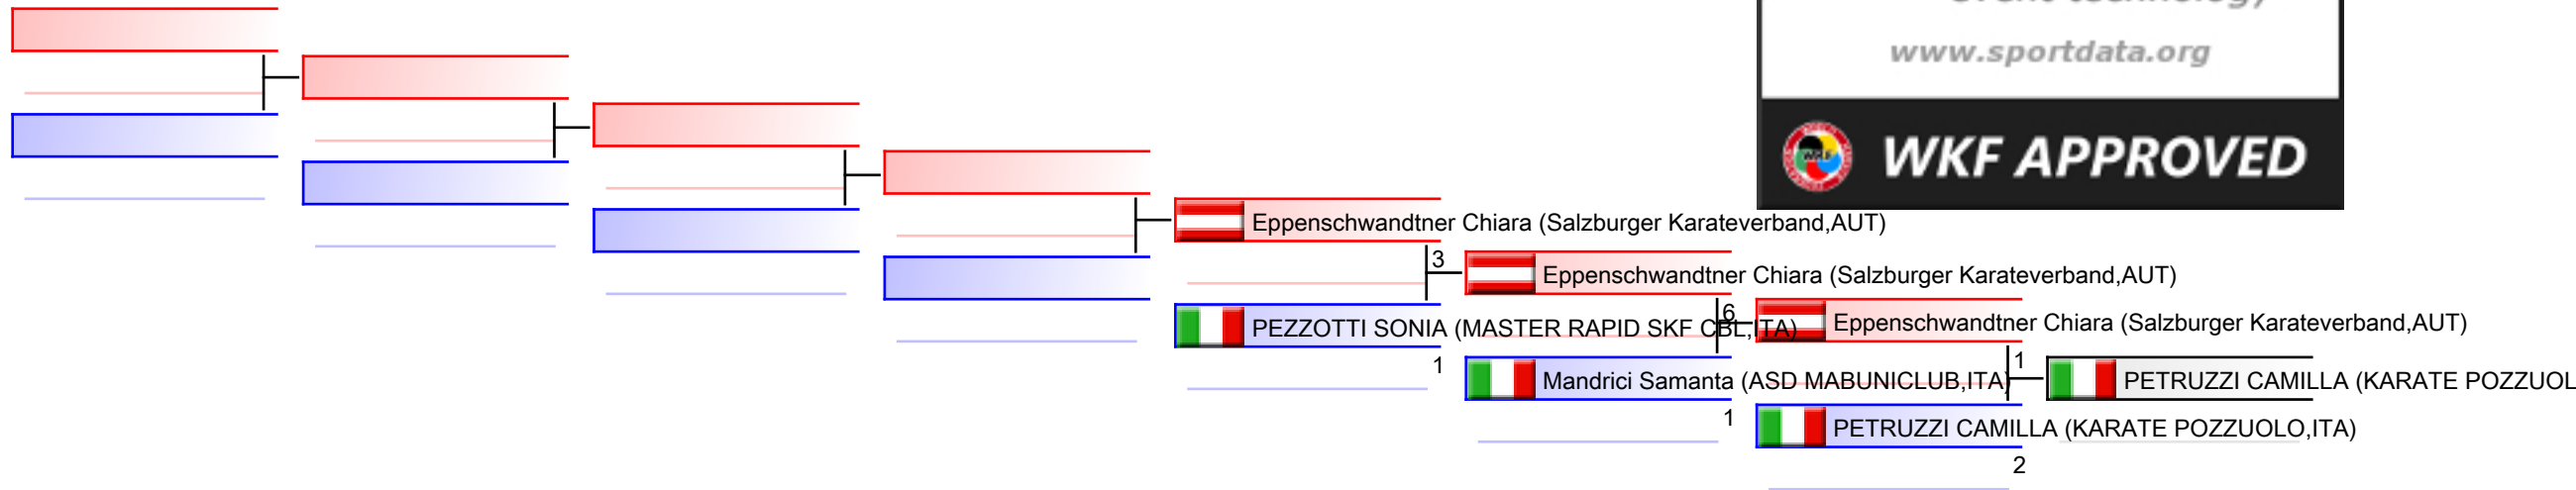 event technology
www.sportdata.org
WKF APPROVED
Eppenschwandtner Chiara (Salzburger Karateverband,AUT)
3
Eppenschwandtner Chiara (Salzburger Karateverband,AUT)
PEZZOTTI SONIA (MASTER RAPID SKF CBL,ITA)
6
Eppenschwandtner Chiara (Salzburger Karateverband,AUT)
1
1
Mandrici Samanta (ASD MABUNICLUB,ITA)
PETRUZZI CAMILLA (KARATE POZZUOL
1
PETRUZZI CAMILLA (KARATE POZZUOLO,ITA)
2